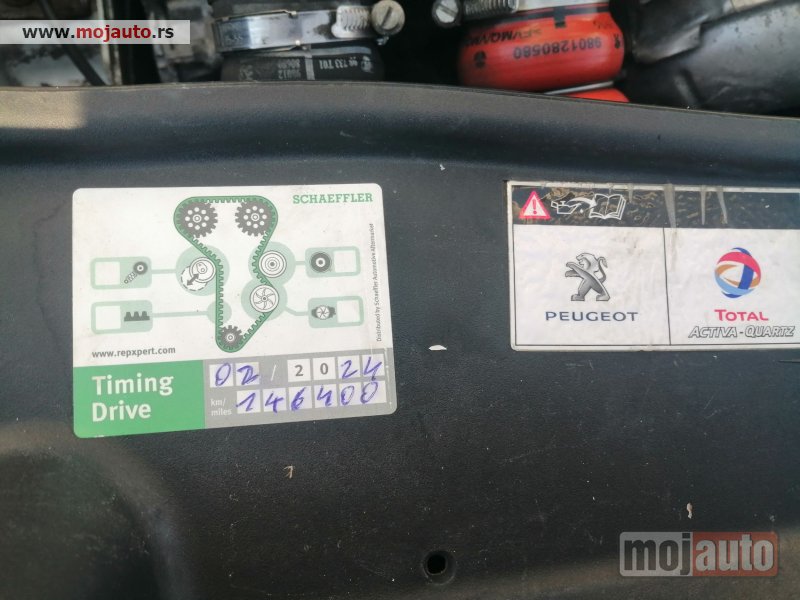 www.mojauto.rs
9801280580
SCHAEFFLER
Distributed by Schaeffler Automotive Aftermarket
www.repxpert.com
Timing
Drive
02 / 2024
km/
miles
146400
PEUGEOT
TOTAL
ACTIVA - QUARTZ
mojauto